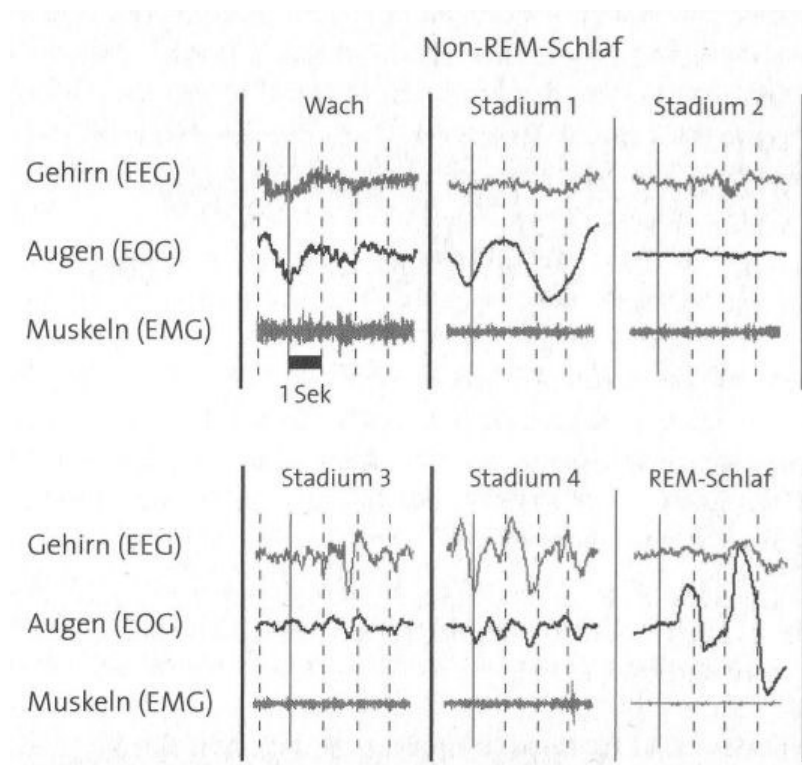 Non-REM-Schlaf
Wach
Stadium 1
Stadium 2
Gehirn (EEG)
Augen (EOG)
Muskeln (EMG)
1 Sek
Stadium 3
Stadium 4
REM-Schlaf
Gehirn (EEG)
Augen (EOG)
Muskeln (EMG)